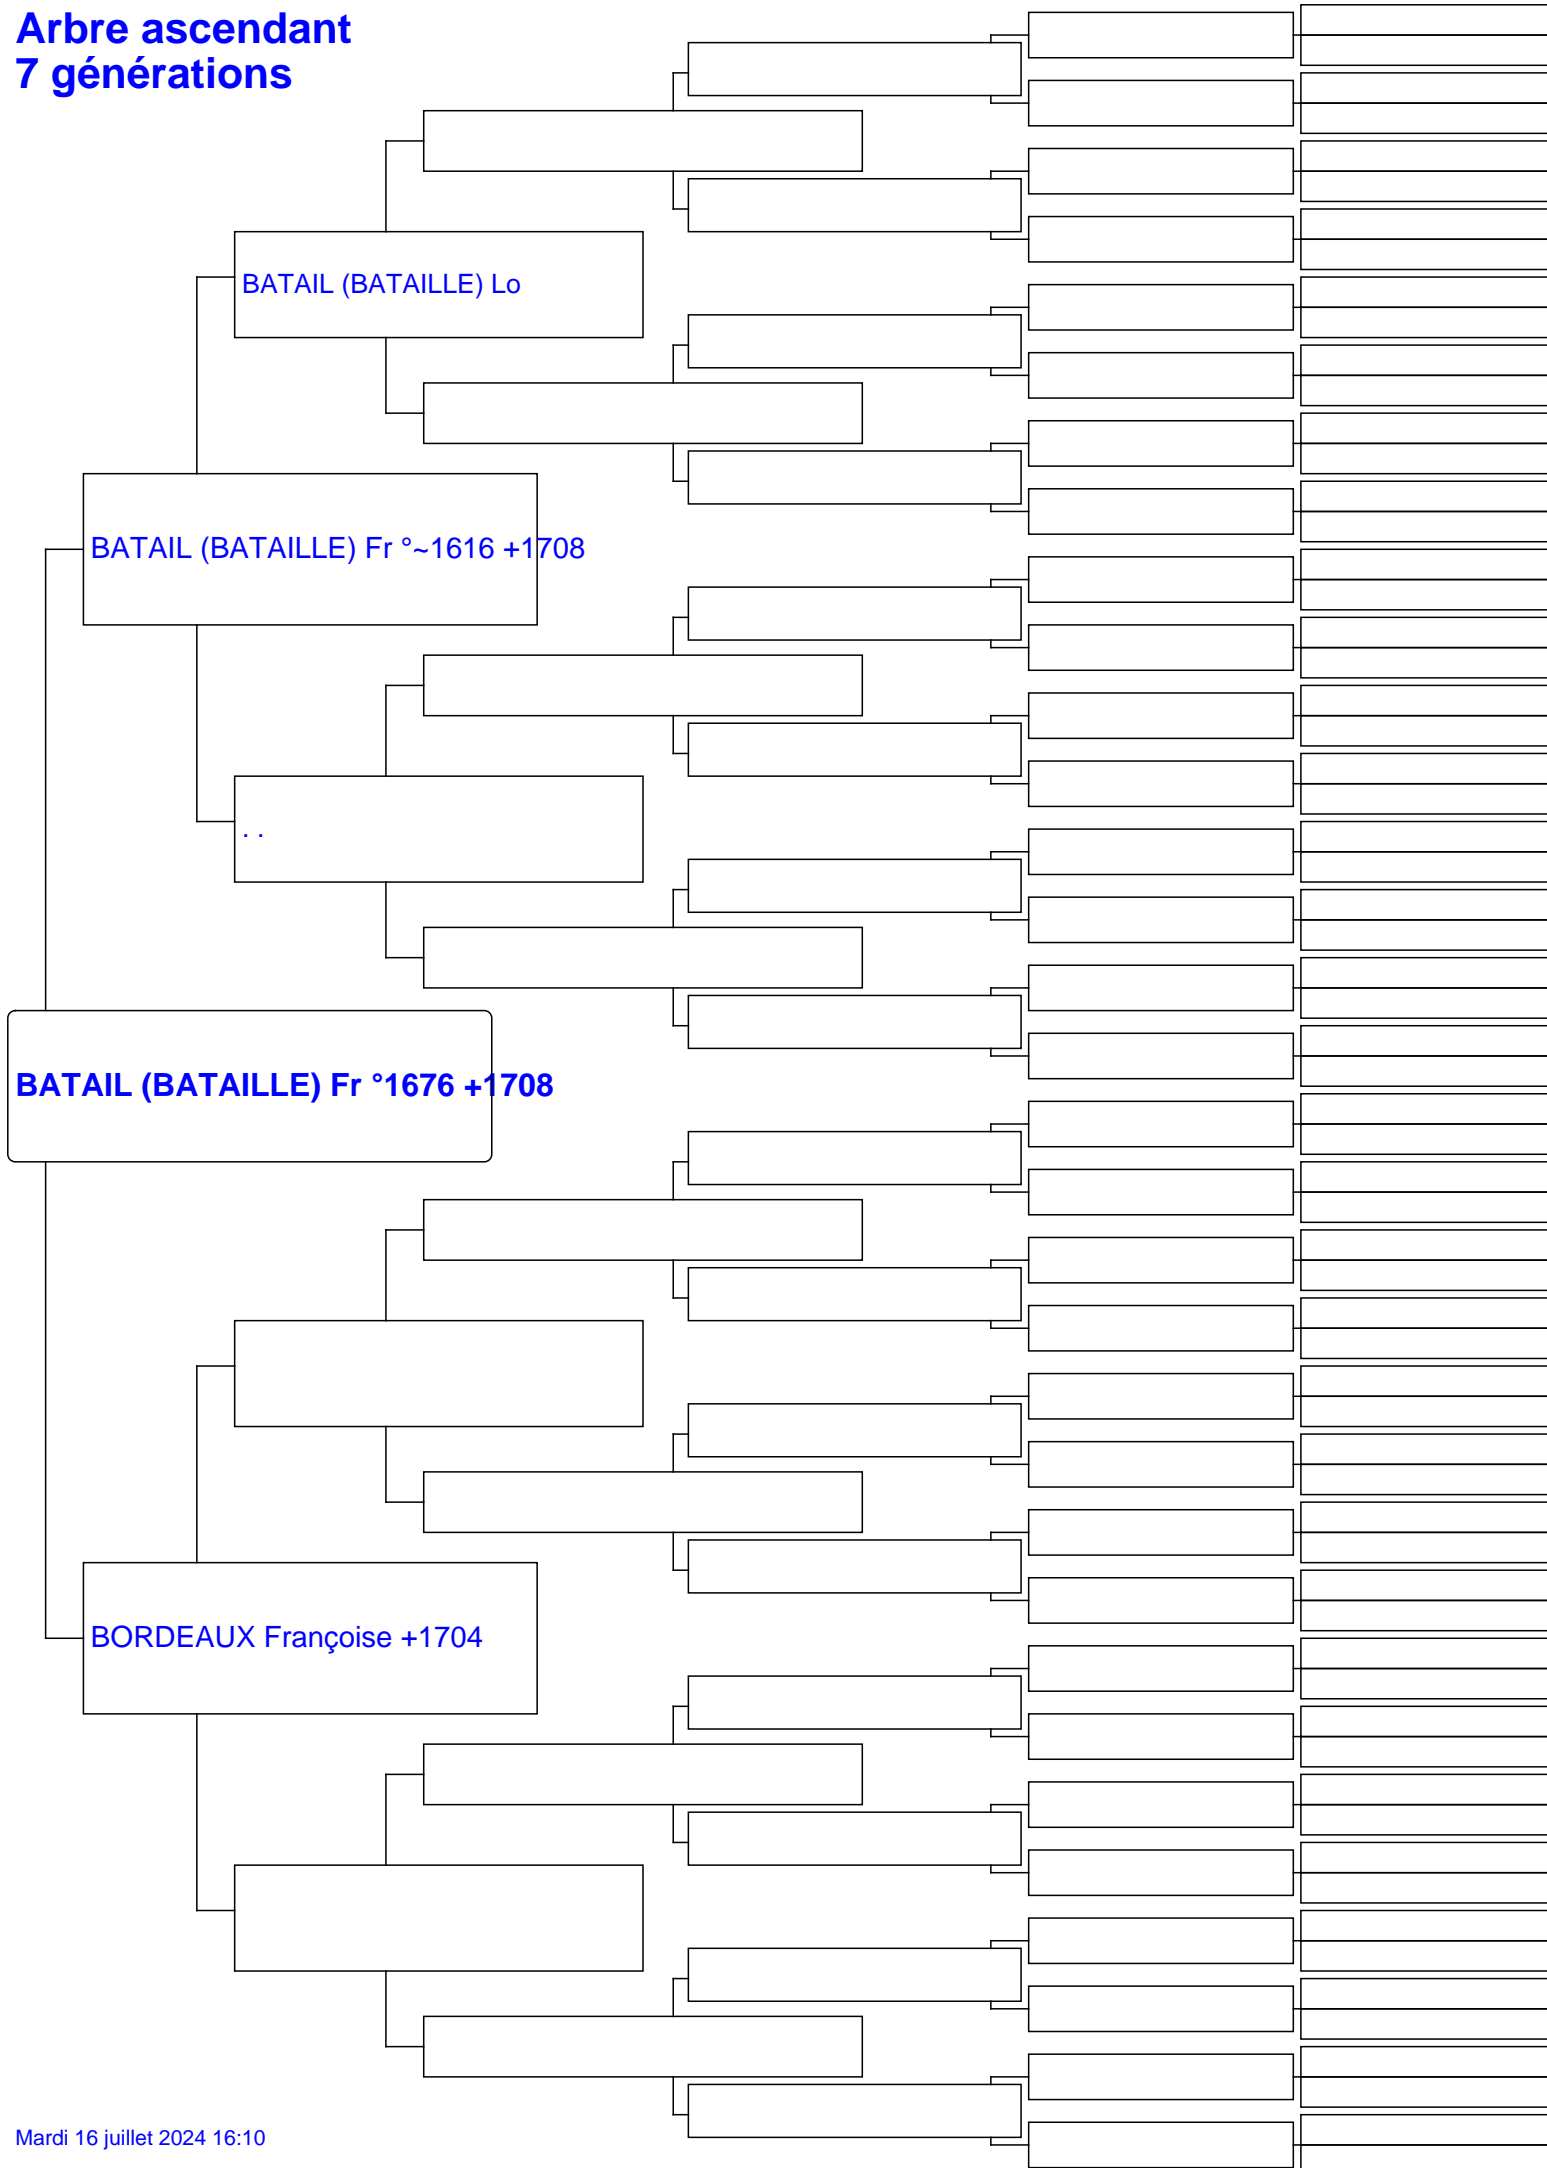 Arbre ascendant
7 générations
BATAIL (BATAILLE) Lo
BATAIL (BATAILLE) Fr °~1616 +1708
. .
BATAIL (BATAILLE) Fr °1676 +1708
BORDEAUX Françoise +1704
Mardi 16 juillet 2024 16:10